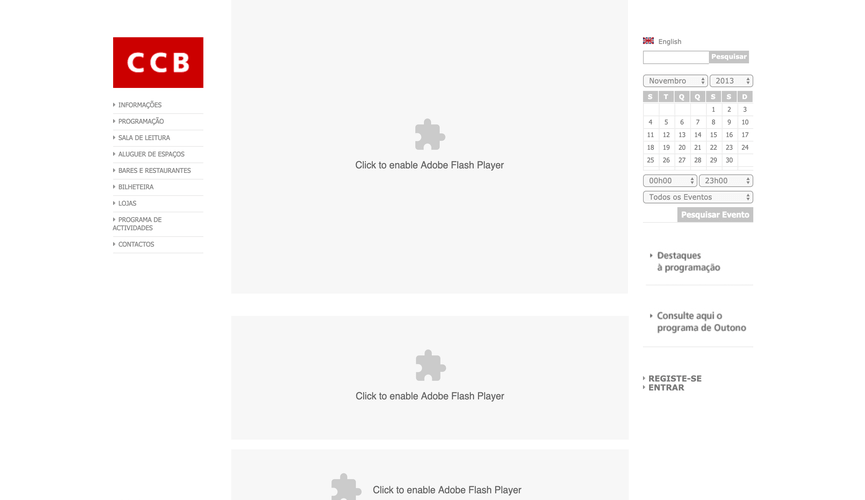 CCB
INFORMAÇÕES
PROGRAMAÇÃO
SALA DE LEITURA
ALUGUER DE ESPAÇOS
BARES E RESTAURANTES
BILHETEIRA
LOJAS
PROGRAMA DE
ACTIVIDADES
CONTACTOS
Click to enable Adobe Flash Player
Click to enable Adobe Flash Player
Click to enable Adobe Flash Player
English
Pesquisar
Novembro 2013
S T Q Q S S D
1 2 3
4 5 6 7 8 9 10
11 12 13 14 15 16 17
18 19 20 21 22 23 24
25 26 27 28 29 30
00h00 23h00
Todos os Eventos
Pesquisar Evento
Destaques
à programação
Consulte aqui o
programa de Outono
REGISTE-SE
ENTRAR